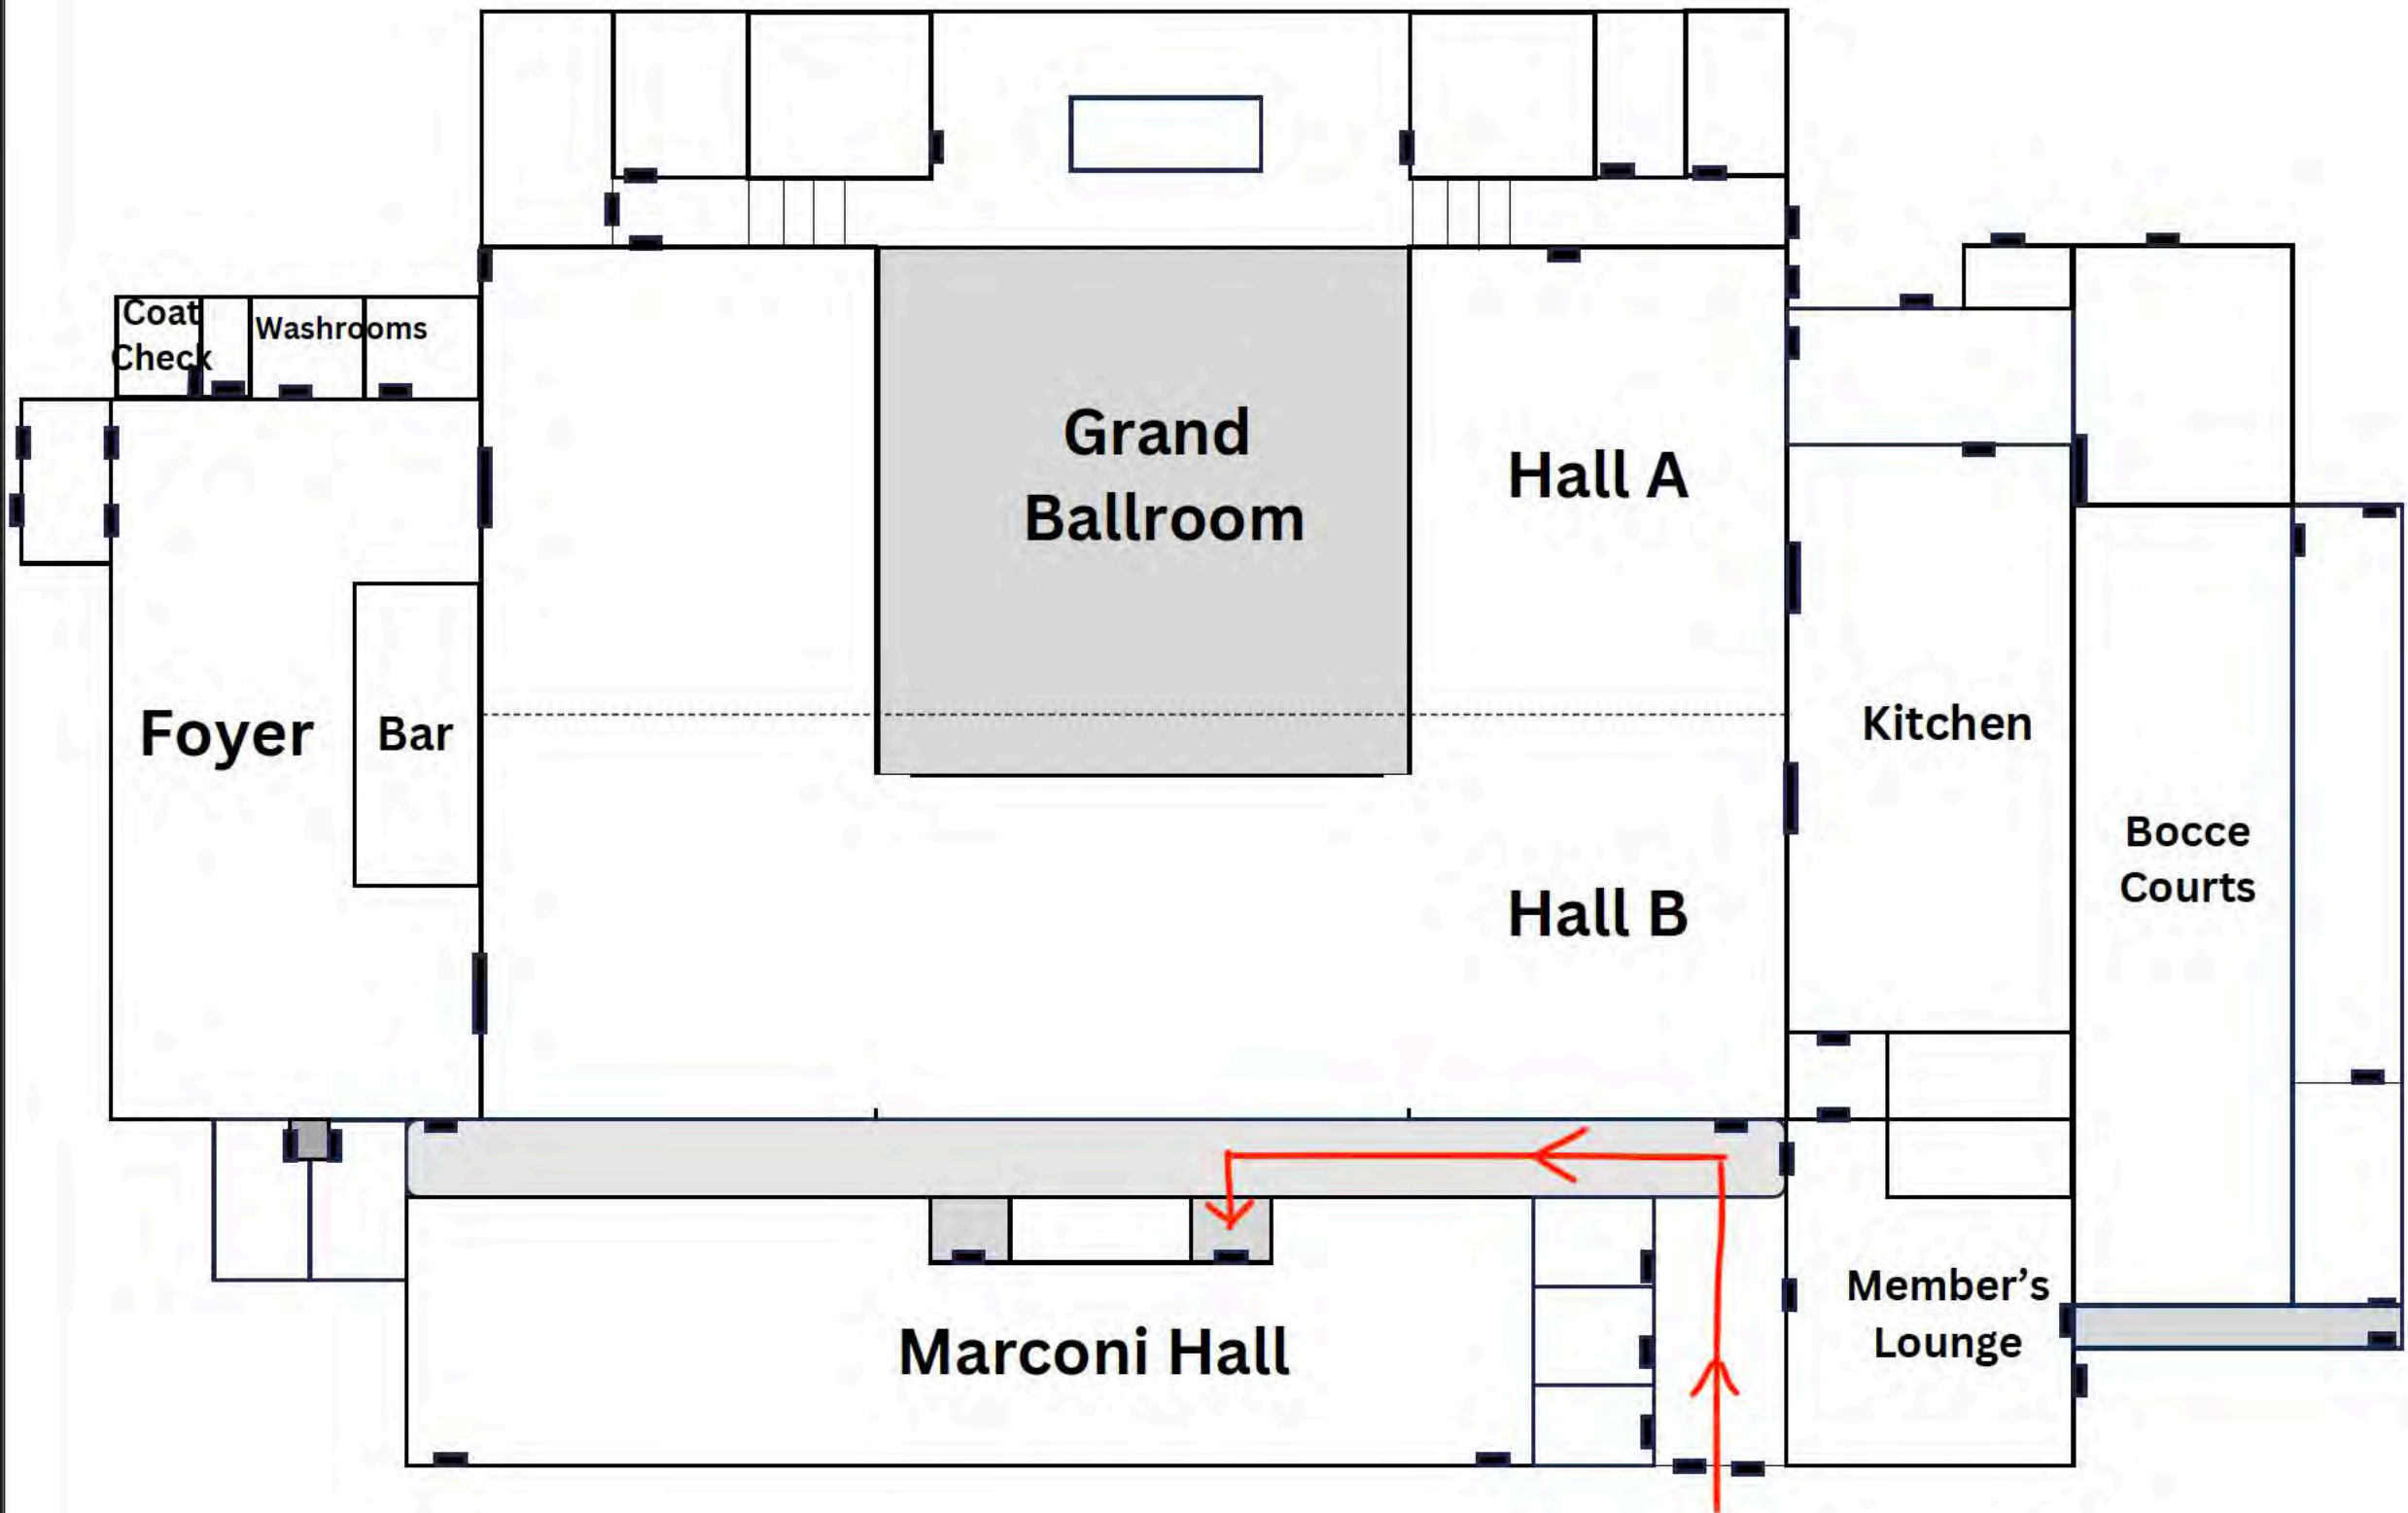 Coat
Check
Washrooms
Grand
Ballroom
Hall A
Foyer
Bar
Kitchen
Hall B
Bocce
Courts
Marconi Hall
Member’s
Lounge